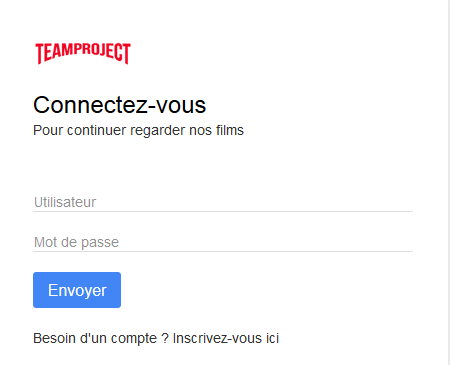 TEAMPROJECT
Connectez-vous
Pour continuer regarder nos films
Utilisateur
Mot de passe
Envoyer
Besoin d'un compte ? Inscrivez-vous ici